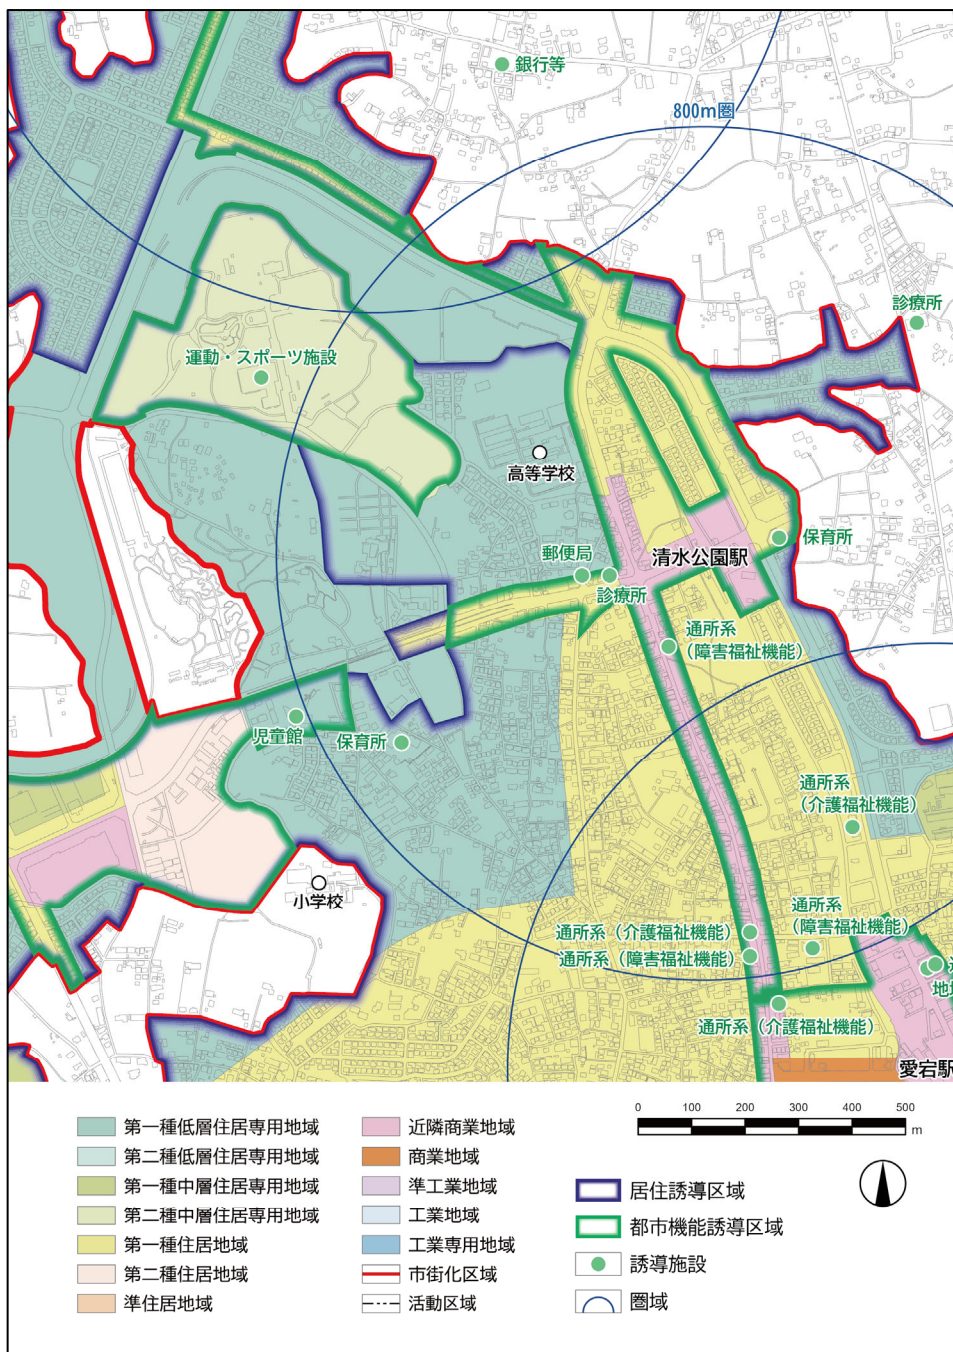 銀行等
800m圏
診療所
運動・スポーツ施設
高等学校
保育所
郵便局
清水公園駅
診療所
通所系
（障害福祉機能）
児童館
保育所
通所系
（介護福祉機能）
小学校
通所系
（障害福祉機能）
通所系（介護福祉機能）
通所系（障害福祉機能）
地
通所系（介護福祉機能）
愛宕駅
第一種低層住居専用地域
第二種低層住居専用地域
第一種中層住居専用地域
第二種中層住居専用地域
第一種住居地域
第二種住居地域
準住居地域
近隣商業地域
商業地域
準工業地域
工業地域
工業専用地域
市街化区域
活動区域
0 100 200 300 400 500
m
居住誘導区域
都市機能誘導区域
誘導施設
圏域